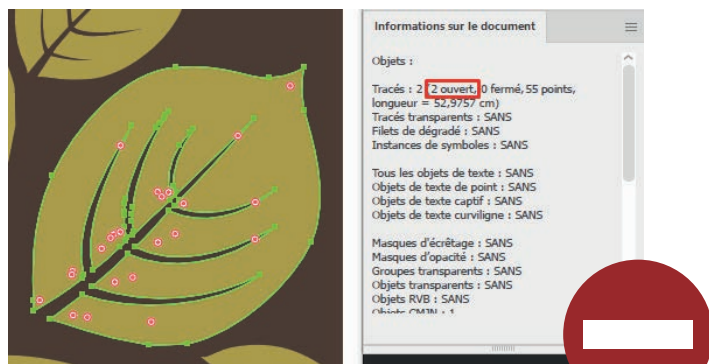 Informations sur le document
Objets :
Tracés : 2 (2 ouvert, 0 fermé, 55 points,
longueur = 52,9757 cm)
Tracés transparents : SANS
Filets de dégradé : SANS
Instances de symboles : SANS
Tous les objets de texte : SANS
Objets de texte de point : SANS
Objets de texte captif : SANS
Objets de texte curviligne : SANS
Masques d'écrêtage : SANS
Masques d'opacité : SANS
Groupes transparents : SANS
Objets transparents : SANS
Objets RVB : SANS
Objets CMJN : 1